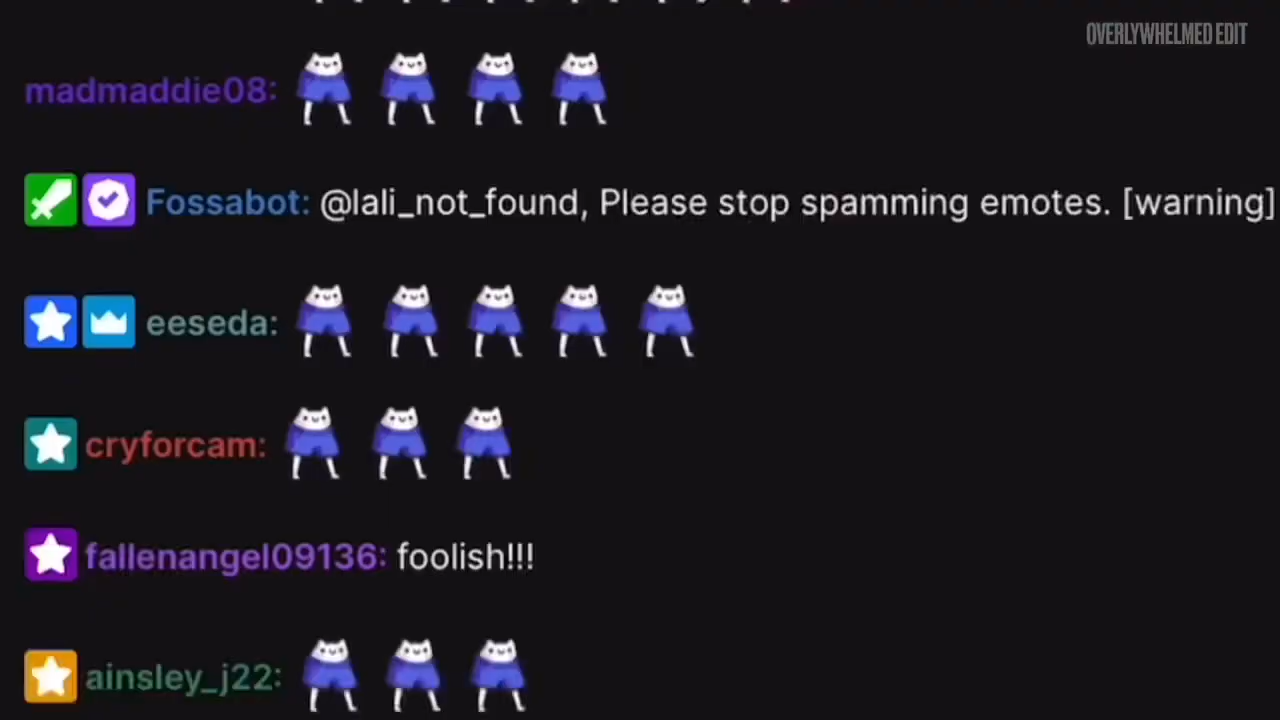 OVERLYWHELMED EDIT
madmaddie08:
Fossabot: @lali_not_found, Please stop spamming emotes. [warning]
eeseda:
cryforcam:
fallenangel09136: foolish!!!
ainsley_j22: